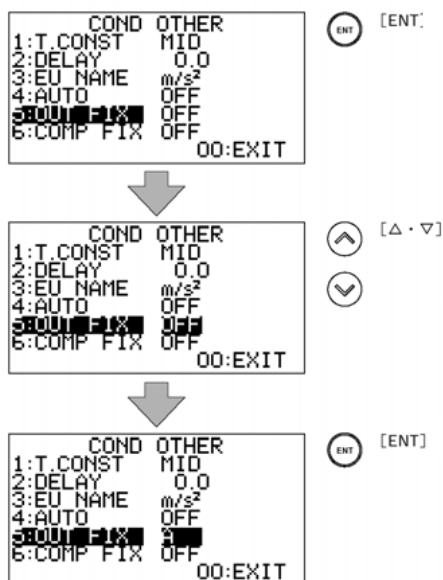 COND OTHER
1:T.CONST MID
2:DELAY 0.0
3:EU NAME m/s²
4:AUTO OFF
5:OUT FIX OFF
6:COMP FIX OFF
00:EXIT
ENT [ENT]
COND OTHER
1:T.CONST MID
2:DELAY 0.0
3:EU NAME m/s²
4:AUTO OFF
5:OUT FIX OFF
6:COMP FIX OFF
00:EXIT
[△・▽]
COND OTHER
1:T.CONST MID
2:DELAY 0.0
3:EU NAME m/s²
4:AUTO OFF
5:OUT FIX A
6:COMP FIX OFF
00:EXIT
ENT [ENT]